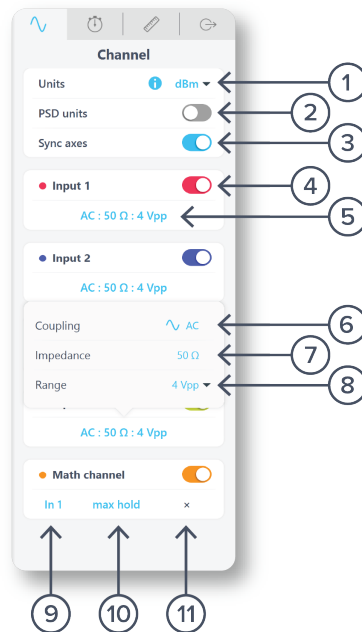 Channel
Units i dBm
1
PSD units
2
Sync axes
3
Input 1
4
AC : 50 Ω : 4 Vpp
5
Input 2
AC : 50 Ω : 4 Vpp
Coupling AC
6
Impedance 50 Ω
7
Range 4 Vpp
8
AC : 50 Ω : 4 Vpp
Math channel
In 1 max hold ×
9 10 11